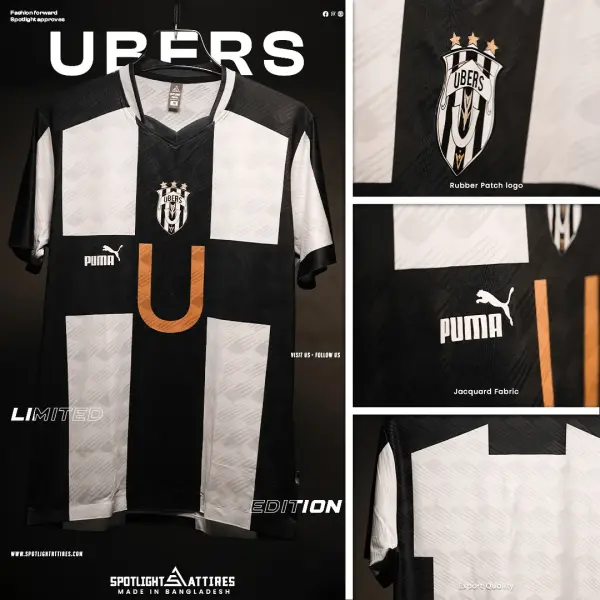 Fashion forward
Spotlight approves
UBERS
UBERS
PUMA
U
VISIT US - FOLLOW US
LIMITED
EDITION
WWW.SPOTLIGHTATTIRES.COM
SPOTLIGHT ATTIRES
MADE IN BANGLADESH
UBERS
Rubber Patch logo
PUMA
Jacquard Fabric
Export Quality